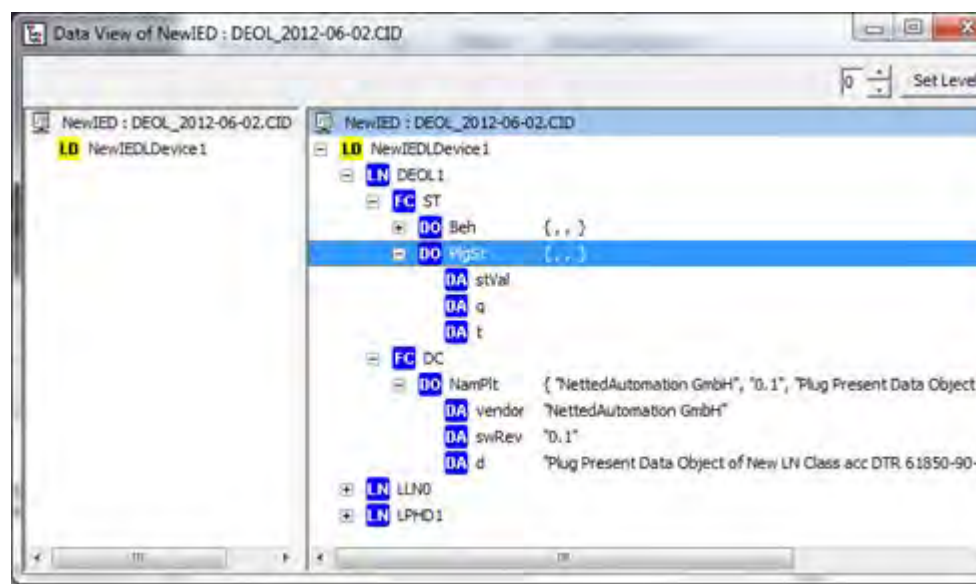 Data View of NewIED : DEOL_2012-06-02.CID
0 Set Level
NewIED : DEOL_2012-06-02.CID
LD NewIEDLDevice1
NewIED : DEOL_2012-06-02.CID
LD NewIEDLDevice1
LN DEOL1
FC ST
DO Beh {,,}
DO PlgSt {,,}
DA stVal
DA q
DA t
FC DC
DO NamPlt { "NettedAutomation GmbH", "0.1", "Plug Present Data Object
DA vendor "NettedAutomation GmbH"
DA swRev "0.1"
DA d "Plug Present Data Object of New LN Class acc DTR 61850-90-
LN LLN0
LN LPHD1